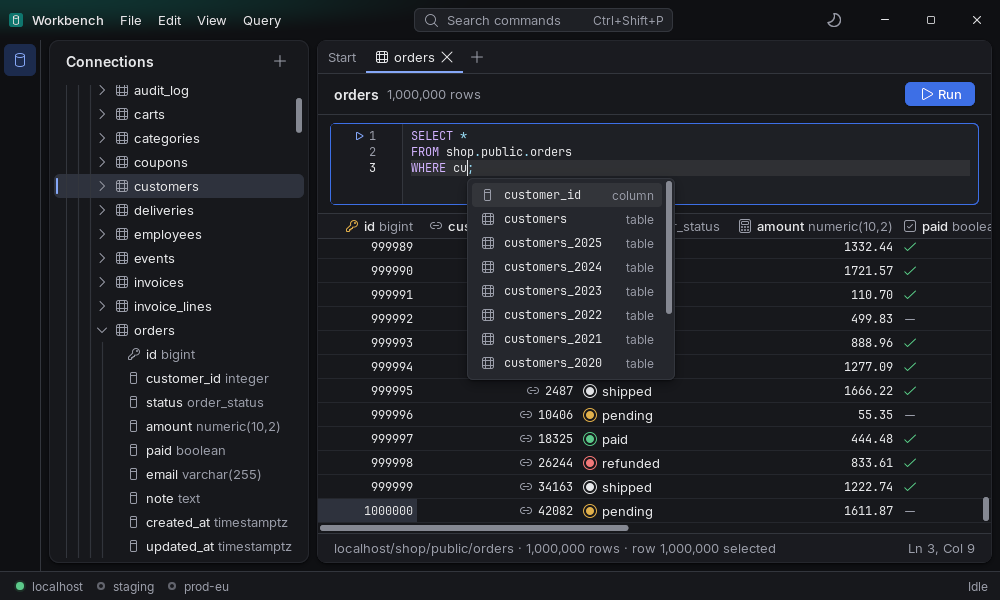 Workbench File Edit View Query Search commands Ctrl+Shift+P
Connections
audit_log
carts
categories
coupons
customers
deliveries
employees
events
invoices
invoice_lines
orders
id bigint
customer_id integer
status order_status
amount numeric(10,2)
paid boolean
email varchar(255)
note text
created_at timestamptz
updated_at timestamptz
Start orders
orders 1,000,000 rows Run
1 SELECT *
2 FROM shop.public.orders
3 WHERE cu;
customer_id column
customers table
customers_2025 table
customers_2024 table
customers_2023 table
customers_2022 table
customers_2021 table
customers_2020 table
id bigint amount numeric(10,2) paid
999989 1332.44
999990 1721.57
999991 110.70
999992 499.83 —
999993 888.96
999994 1277.09
999995 2487 shipped 1666.22
999996 10406 pending 55.35 —
999997 18325 paid 444.48
999998 26244 refunded 833.61
999999 34163 shipped 1222.74
1000000 42082 pending 1611.87 —
localhost/shop/public/orders · 1,000,000 rows · row 1,000,000 selected Ln 3, Col 9
localhost staging prod-eu Idle